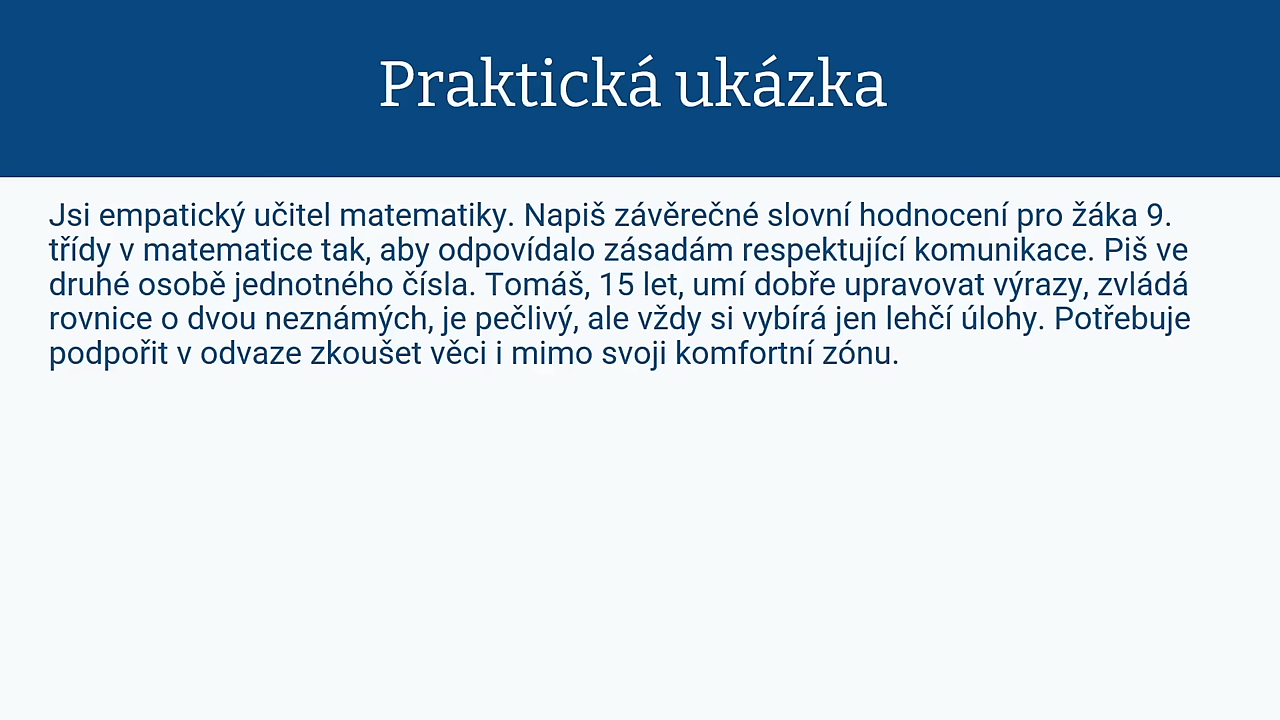 Praktická ukázka
Jsi empatický učitel matematiky. Napiš závěrečné slovní hodnocení pro žáka 9.
třídy v matematice tak, aby odpovídalo zásadám respektující komunikace. Piš ve
druhé osobě jednotného čísla. Tomáš, 15 let, umí dobře upravovat výrazy, zvládá
rovnice o dvou neznámých, je pečlivý, ale vždy si vybírá jen lehčí úlohy. Potřebuje
podpořit v odvaze zkoušet věci i mimo svoji komfortní zónu.